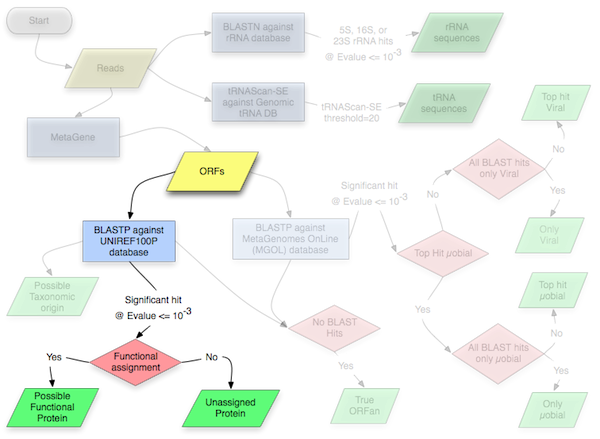 Start
Reads
BLASTN against
rRNA database
5S, 16S, or
23S rRNA hits
@ Evalue <= 10^-3
rRNA
sequences
tRNAScan-SE
against Genomic
tRNA DB
tRNAScan-SE
threshold=20
tRNA
sequences
MetaGene
ORFs
BLASTP against
UNIREF100P
database
BLASTP against
MetaGenomes OnLine
(MGOL) database
Significant hit
@ Evalue <= 10^-3
Top Hit µobial
No
All BLAST hits
only Viral
No
Top hit
Viral
Yes
Only
Viral
Yes
All BLAST hits
only µobial
No
Top hit
µobial
Yes
Only
µobial
Possible
Taxonomic
origin
Significant hit
@ Evalue <= 10^-3
No BLAST
Hits
Yes
True
ORFan
Functional
assignment
Yes
No
Possible
Functional
Protein
Unassigned
Protein